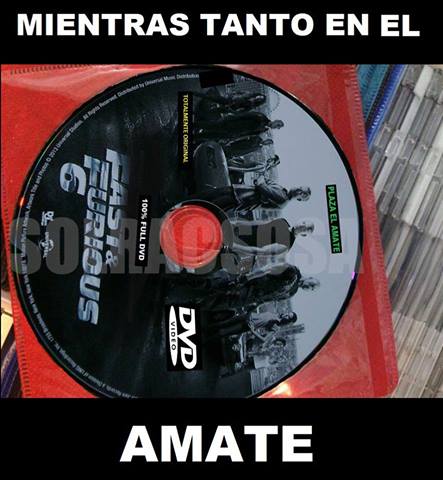 MIENTRAS TANTO EN EL
PLAZA EL AMATE
TOTALMENTE ORIGINAL
FAST &
FURIOUS
6
100% FULL DVD
DVD
VIDEO
AMATE